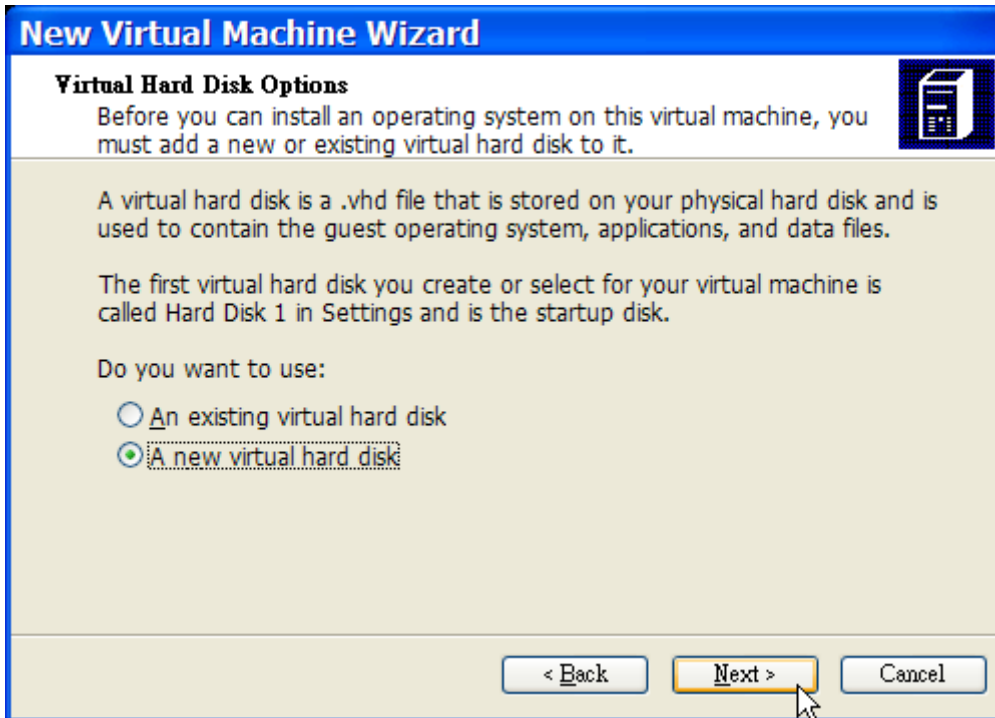 New Virtual Machine Wizard
Virtual Hard Disk Options
Before you can install an operating system on this virtual machine, you
must add a new or existing virtual hard disk to it.
A virtual hard disk is a .vhd file that is stored on your physical hard disk and is
used to contain the guest operating system, applications, and data files.
The first virtual hard disk you create or select for your virtual machine is
called Hard Disk 1 in Settings and is the startup disk.
Do you want to use:
An existing virtual hard disk
A new virtual hard disk
< Back Next > Cancel